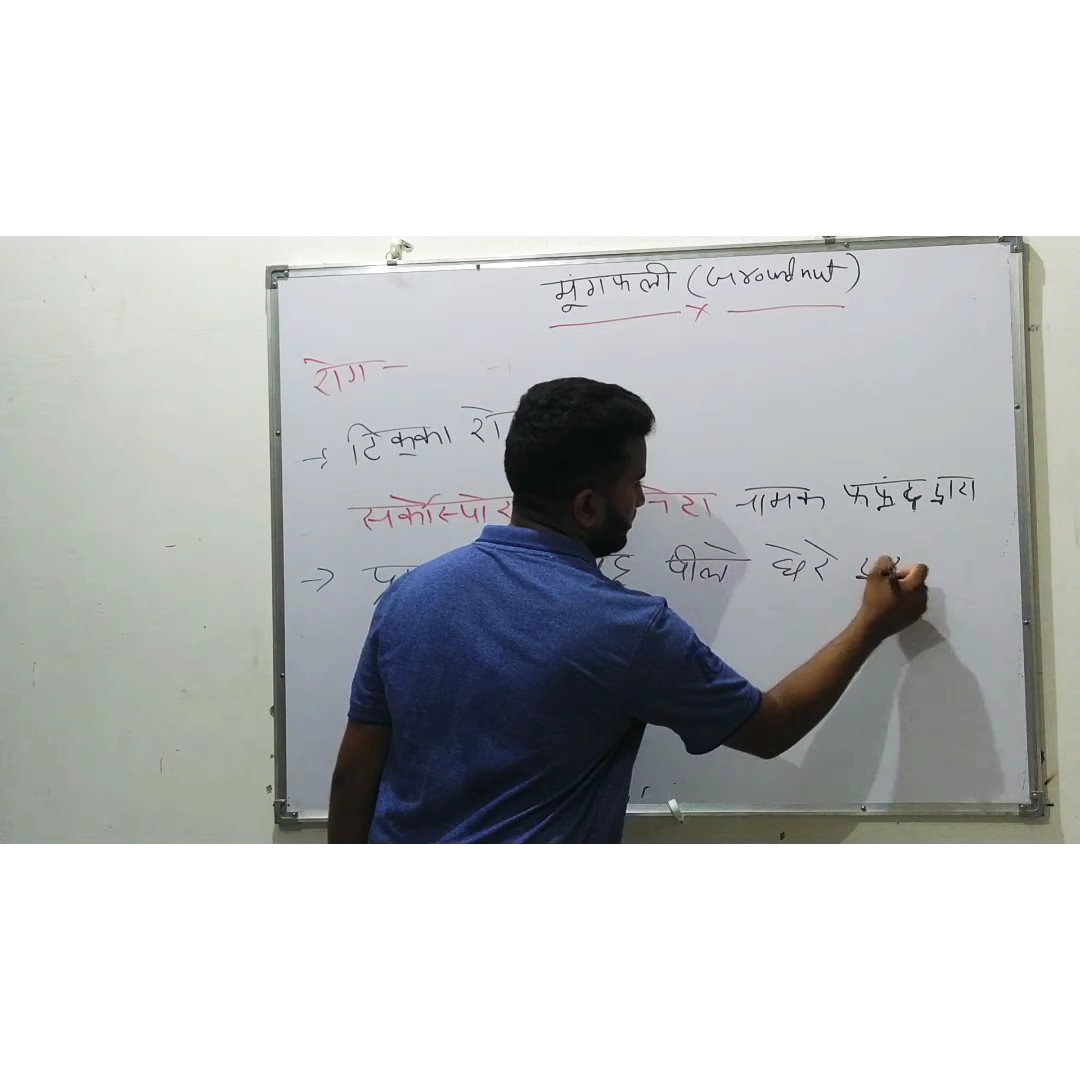 मूंगफली (Groundnut)
रोग -
→ टिक्का रो
सर्कोस्पोर नेटा नामक फफूंद द्वारा
→ पीले घेरे